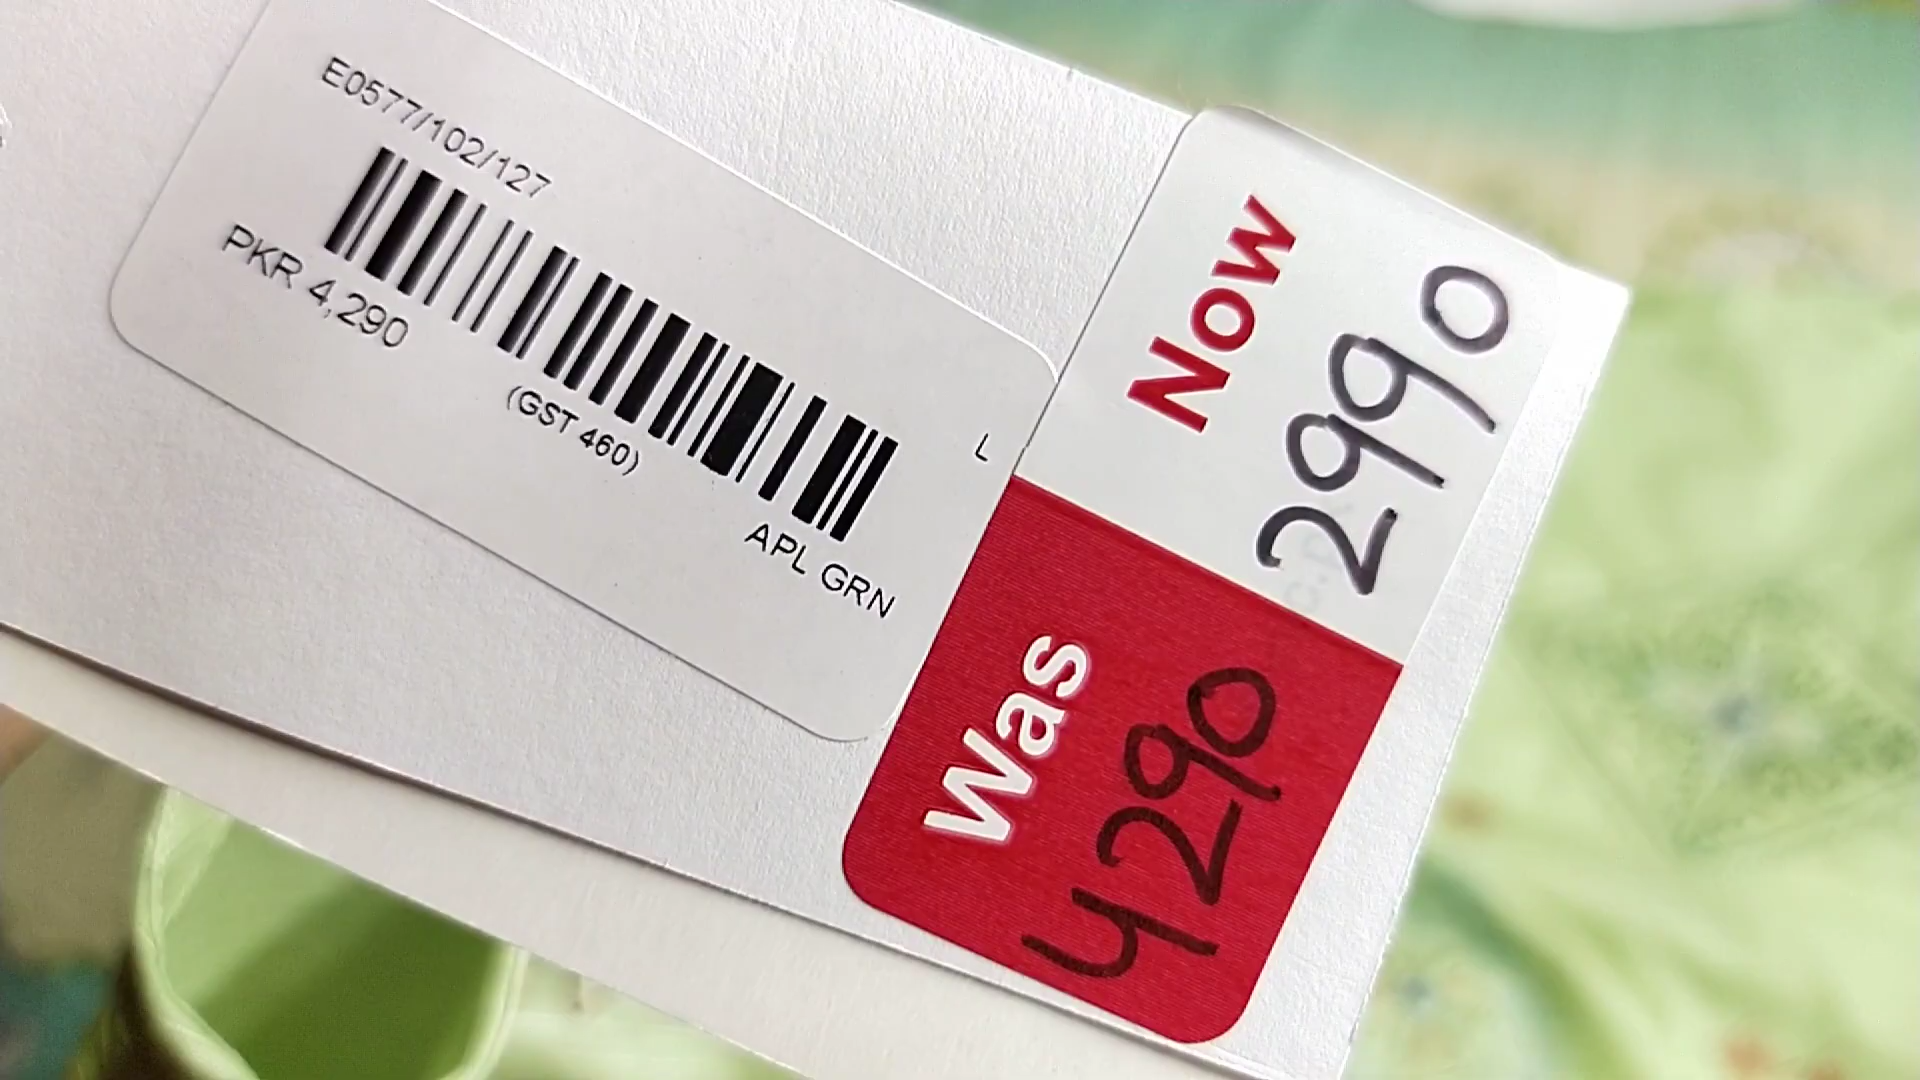 E0577/102/127
PKR 4,290
(GST 460)
L
APL GRN
Now
2990
Was
4290